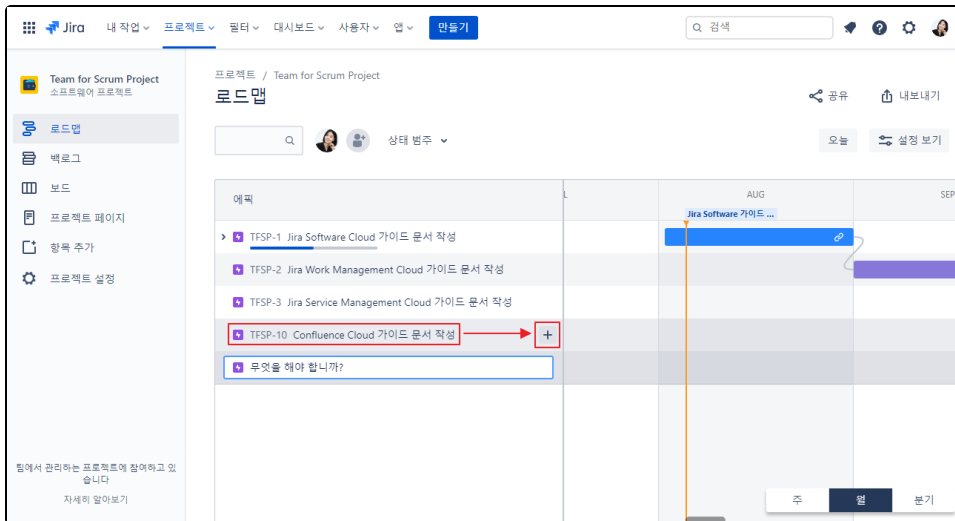 Jira 내 작업 프로젝트 필터 대시보드 사용자 앱 만들기 검색
Team for Scrum Project
소프트웨어 프로젝트
로드맵
백로그
보드
프로젝트 페이지
항목 추가
프로젝트 설정
팀에서 관리하는 프로젝트에 참여하고 있
습니다
자세히 알아보기
프로젝트 / Team for Scrum Project
로드맵
공유 내보내기
상태 범주 오늘 설정 보기
에픽 L AUG SEP
Jira Software 가이드 ...
TFSP-1 Jira Software Cloud 가이드 문서 작성
TFSP-2 Jira Work Management Cloud 가이드 문서 작성
TFSP-3 Jira Service Management Cloud 가이드 문서 작성
TFSP-10 Confluence Cloud 가이드 문서 작성
무엇을 해야 합니까?
주 월 분기